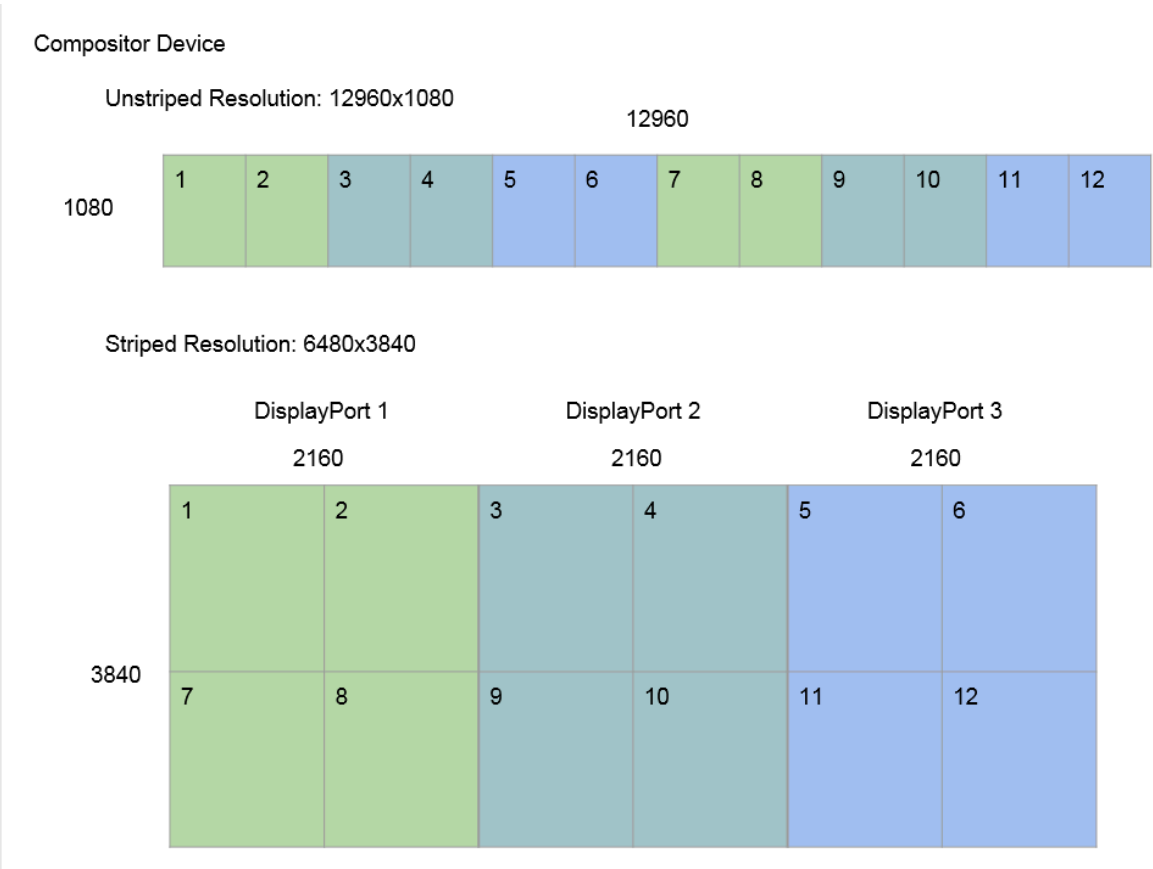 Compositor Device
Unstriped Resolution: 12960x1080
12960
1 2 3 4 5 6 7 8 9 10 11 12
1080
Striped Resolution: 6480x3840
DisplayPort 1 DisplayPort 2 DisplayPort 3
2160 2160 2160
1 2 3 4 5 6
3840
7 8 9 10 11 12